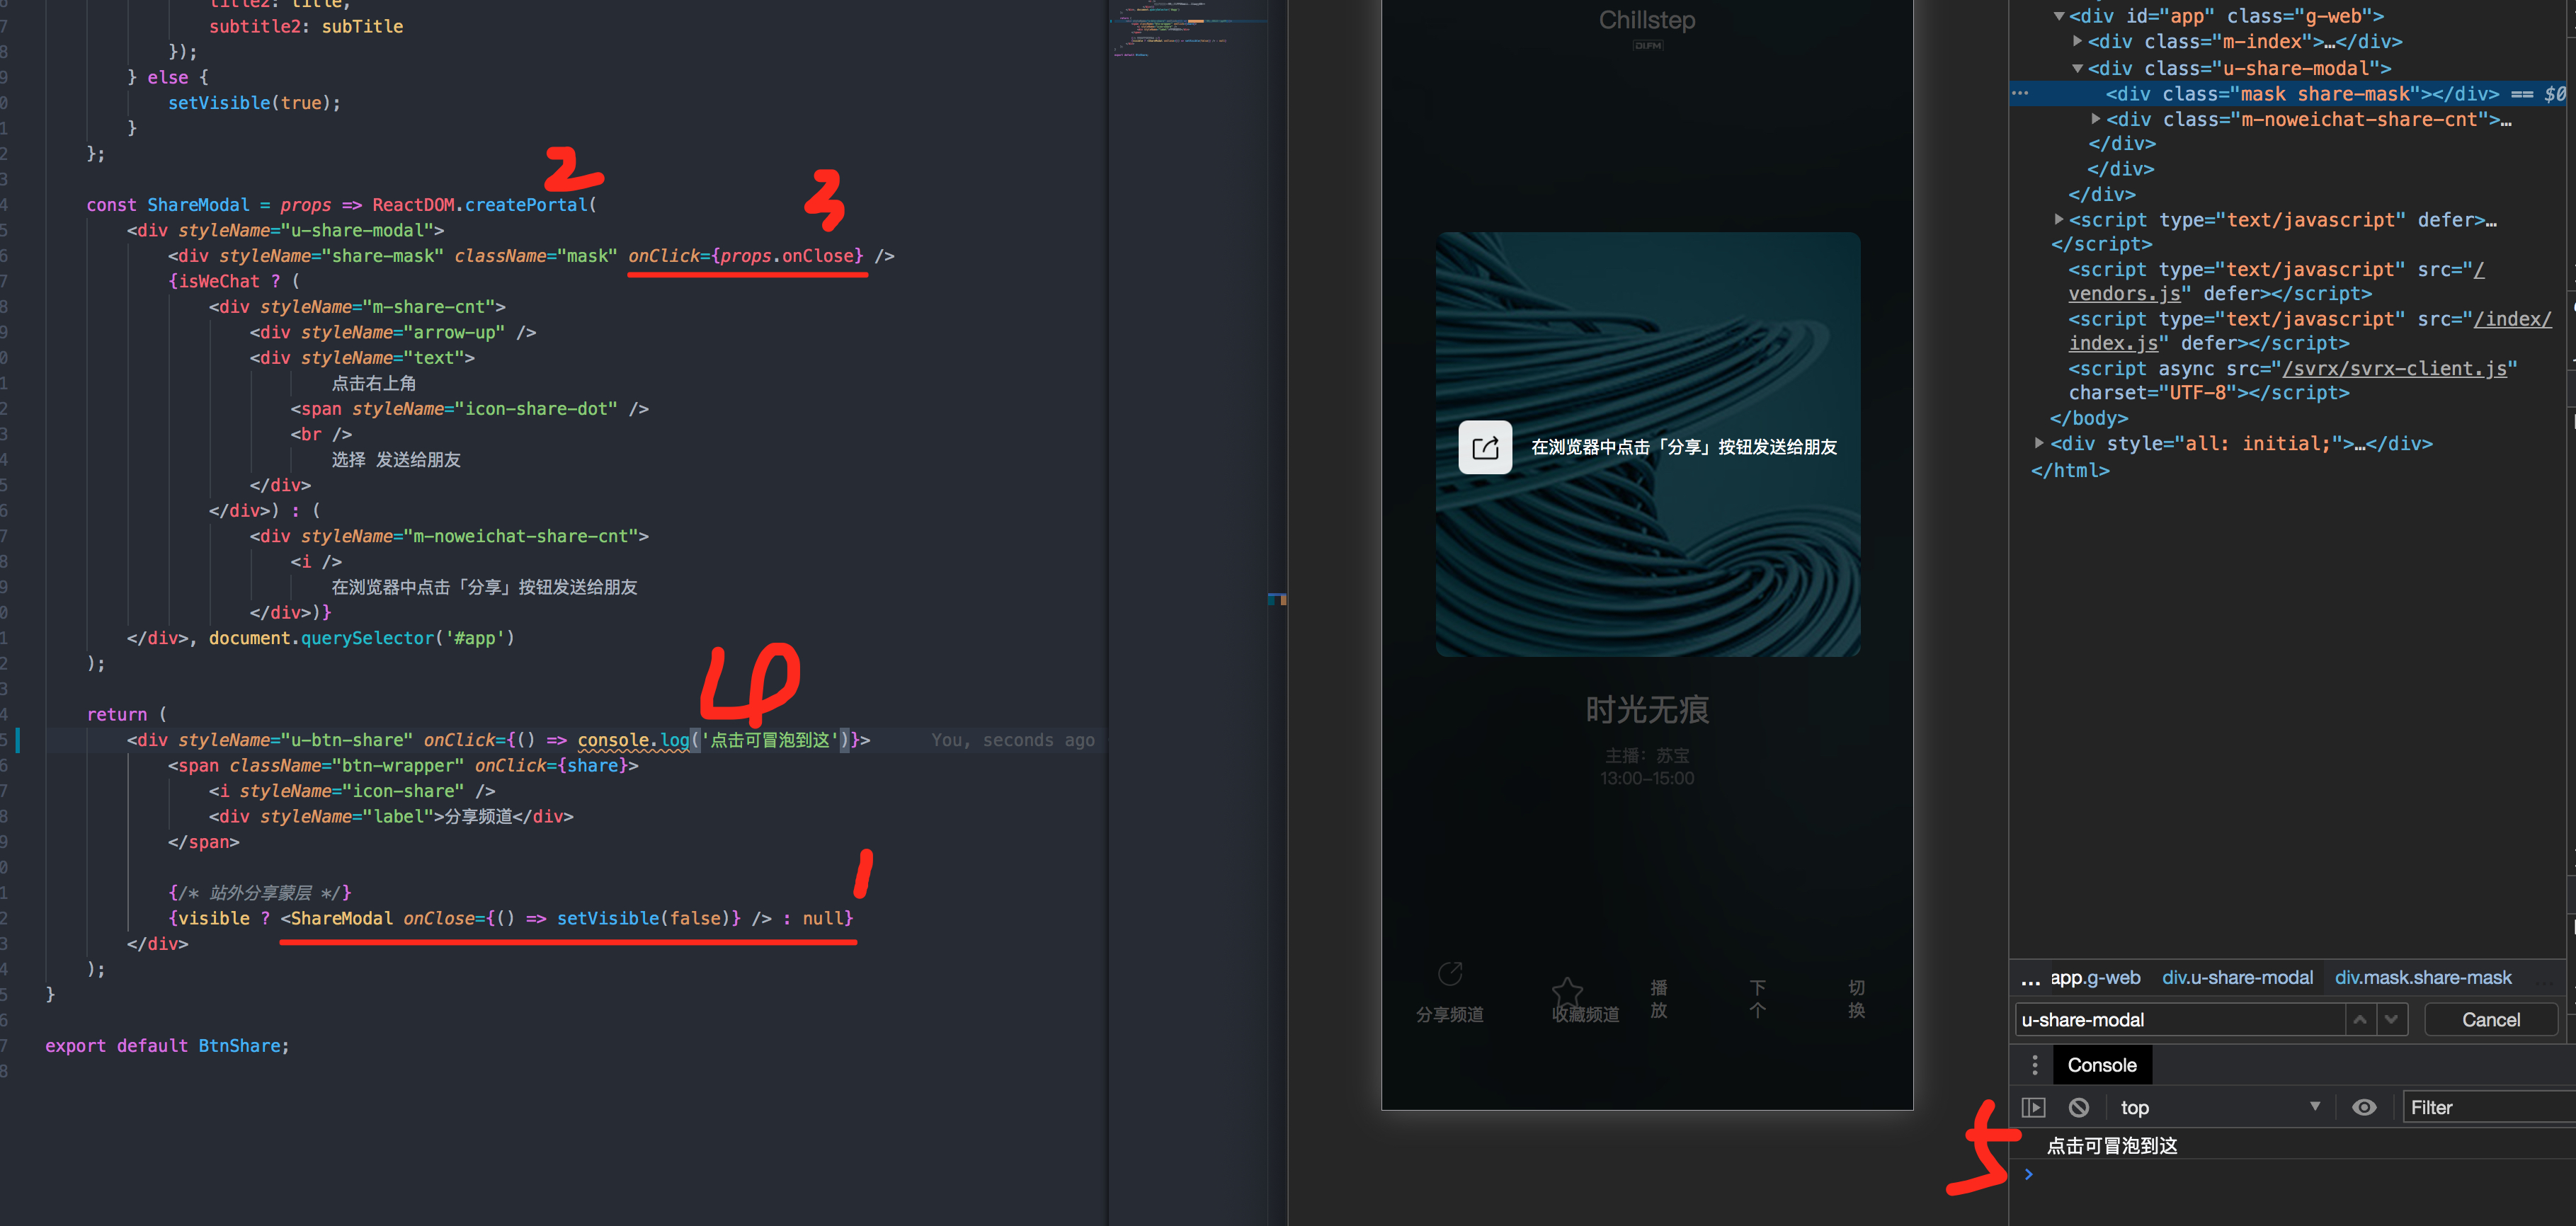 title2: title,
subtitle2: subTitle
});
} else {
setVisible(true);
}
};
2
3
const ShareModal = props => ReactDOM.createPortal(
<div styleName="u-share-modal">
<div styleName="share-mask" className="mask" onClick={props.onClose} />
{isWeChat ? (
<div styleName="m-share-cnt">
<div styleName="arrow-up" />
<div styleName="text">
点击右上角
<span styleName="icon-share-dot" />
<br />
选择 发送给朋友
</div>
</div>) : (
<div styleName="m-noweichat-share-cnt">
<i />
在浏览器中点击「分享」按钮发送给朋友
</div>)}
</div>, document.querySelector('#app')
);
4
return (
<div styleName="u-btn-share" onClick={() => console.log('点击可冒泡到这')}> You, seconds ago
<span className="btn-wrapper" onClick={share}>
<i styleName="icon-share" />
<div styleName="label">分享频道</div>
</span>
1
{/* 站外分享蒙层 */}
{visible ? <ShareModal onClose={() => setVisible(false)} /> : null}
</div>
);
}
export default BtnShare;
Chillstep
DI.FM
在浏览器中点击「分享」按钮发送给朋友
时光无痕
主播：苏宝
13:00-15:00
分享频道
收藏频道
播放
下个
切换
<div id="app" class="g-web">
<div class="m-index">…</div>
<div class="u-share-modal">
<div class="mask share-mask"></div> == $0
<div class="m-noweichat-share-cnt">…
</div>
</div>
</div>
<script type="text/javascript" defer>…
</script>
<script type="text/javascript" src="/
vendors.js" defer></script>
<script type="text/javascript" src="/index/
index.js" defer></script>
<script async src="/svrx/svrx-client.js"
charset="UTF-8"></script>
</body>
<div style="all: initial;">…</div>
</html>
... app.g-web div.u-share-modal div.mask.share-mask
u-share-modal Cancel
Console
top Filter
5
点击可冒泡到这